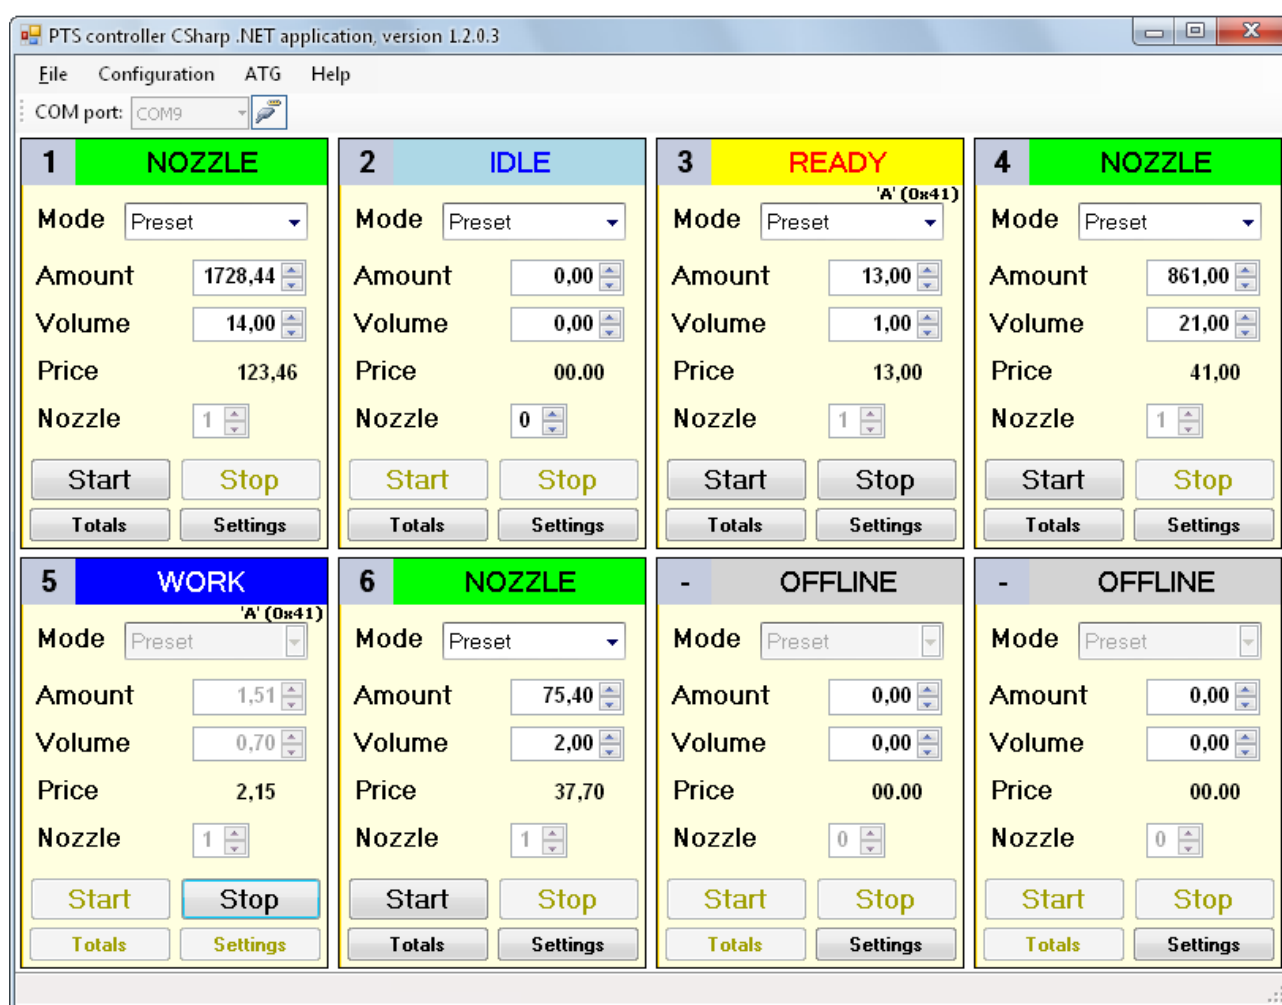 PTS controller CSharp .NET application, version 1.2.0.3
File Configuration ATG Help
COM port: COM9
1 NOZZLE 2 IDLE 3 READY 4 NOZZLE
'A' (0x41)
Mode Preset Mode Preset Mode Preset Mode Preset
Amount 1728,44 Amount 0,00 Amount 13,00 Amount 861,00
Volume 14,00 Volume 0,00 Volume 1,00 Volume 21,00
Price 123,46 Price 00.00 Price 13,00 Price 41,00
Nozzle 1 Nozzle 0 Nozzle 1 Nozzle 1
Start Stop Start Stop Start Stop Start Stop
Totals Settings Totals Settings Totals Settings Totals Settings
5 WORK 6 NOZZLE - OFFLINE - OFFLINE
'A' (0x41)
Mode Preset Mode Preset Mode Preset Mode Preset
Amount 1,51 Amount 75,40 Amount 0,00 Amount 0,00
Volume 0,70 Volume 2,00 Volume 0,00 Volume 0,00
Price 2,15 Price 37,70 Price 00.00 Price 00.00
Nozzle 1 Nozzle 1 Nozzle 0 Nozzle 0
Start Stop Start Stop Start Stop Start Stop
Totals Settings Totals Settings Totals Settings Totals Settings